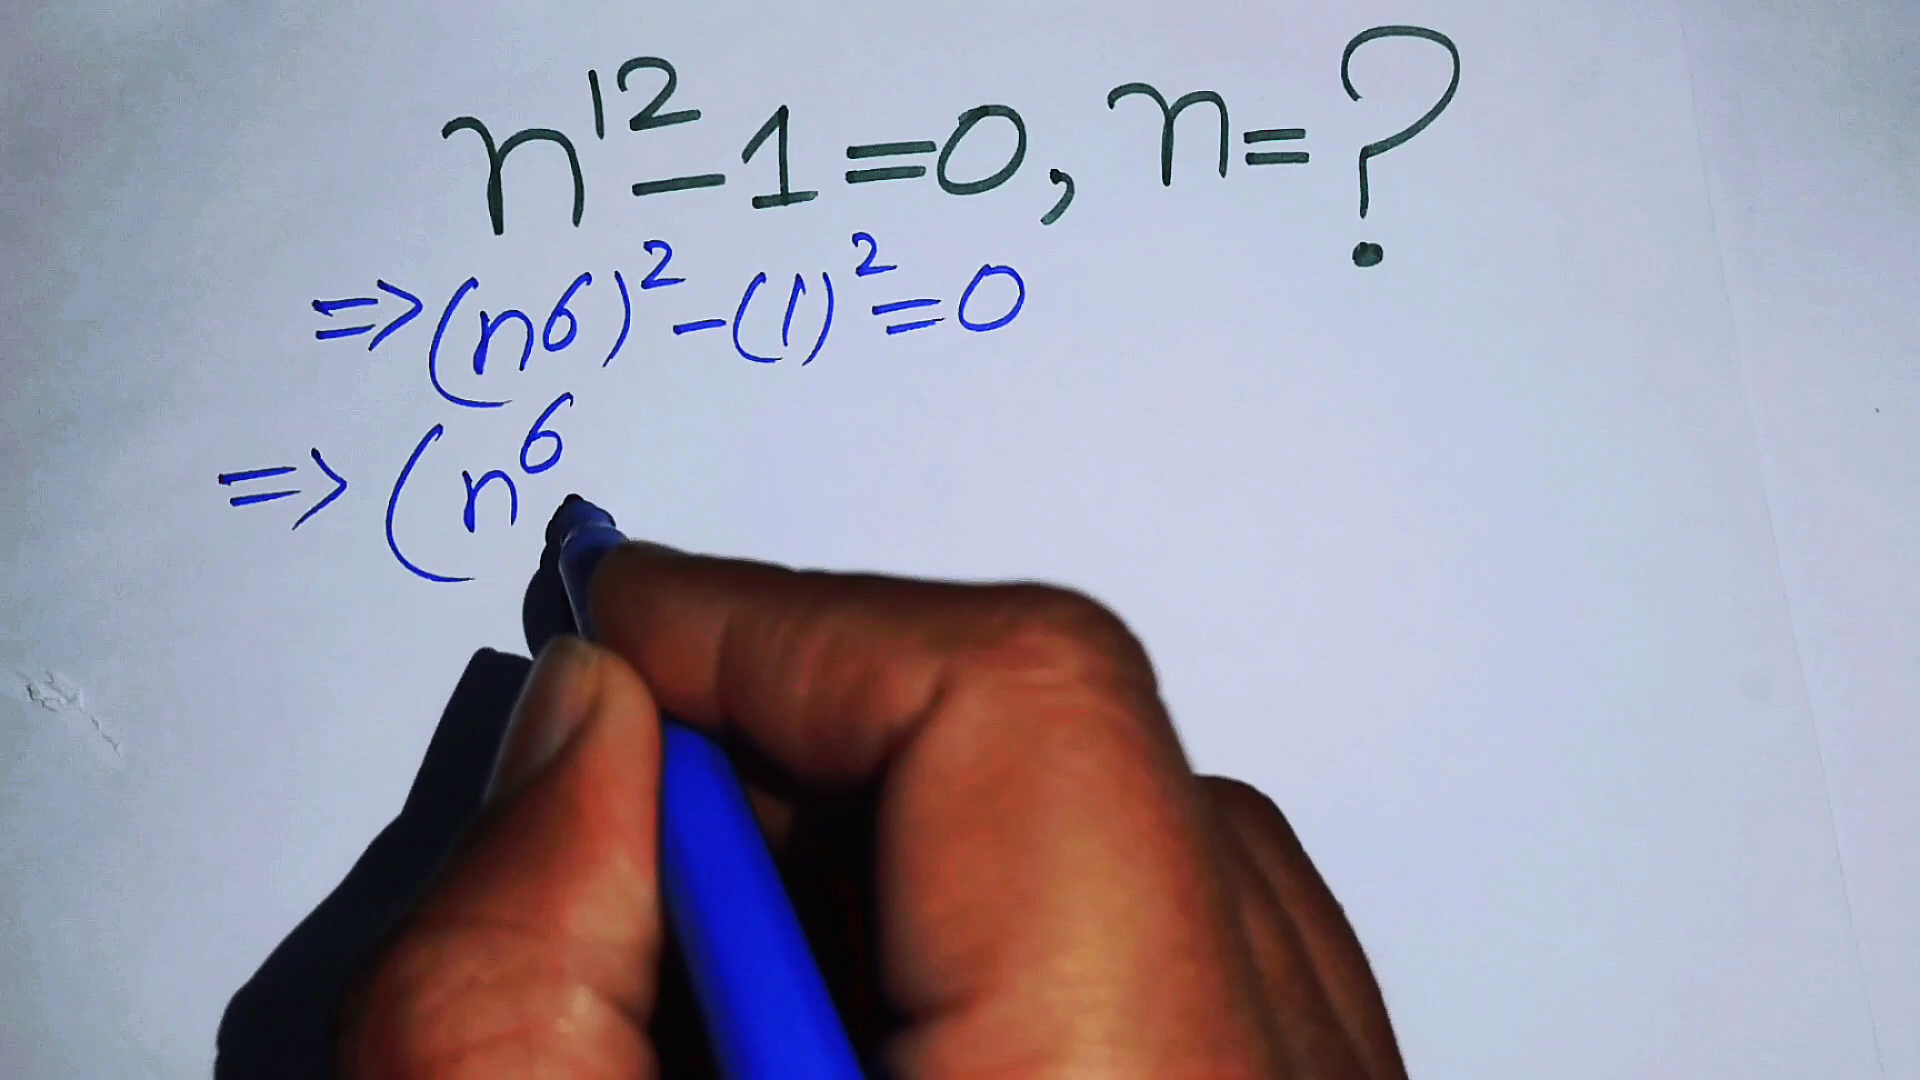 n¹²-1=0, n=?
=> (n6)²-(1)²=0
=> (n⁶